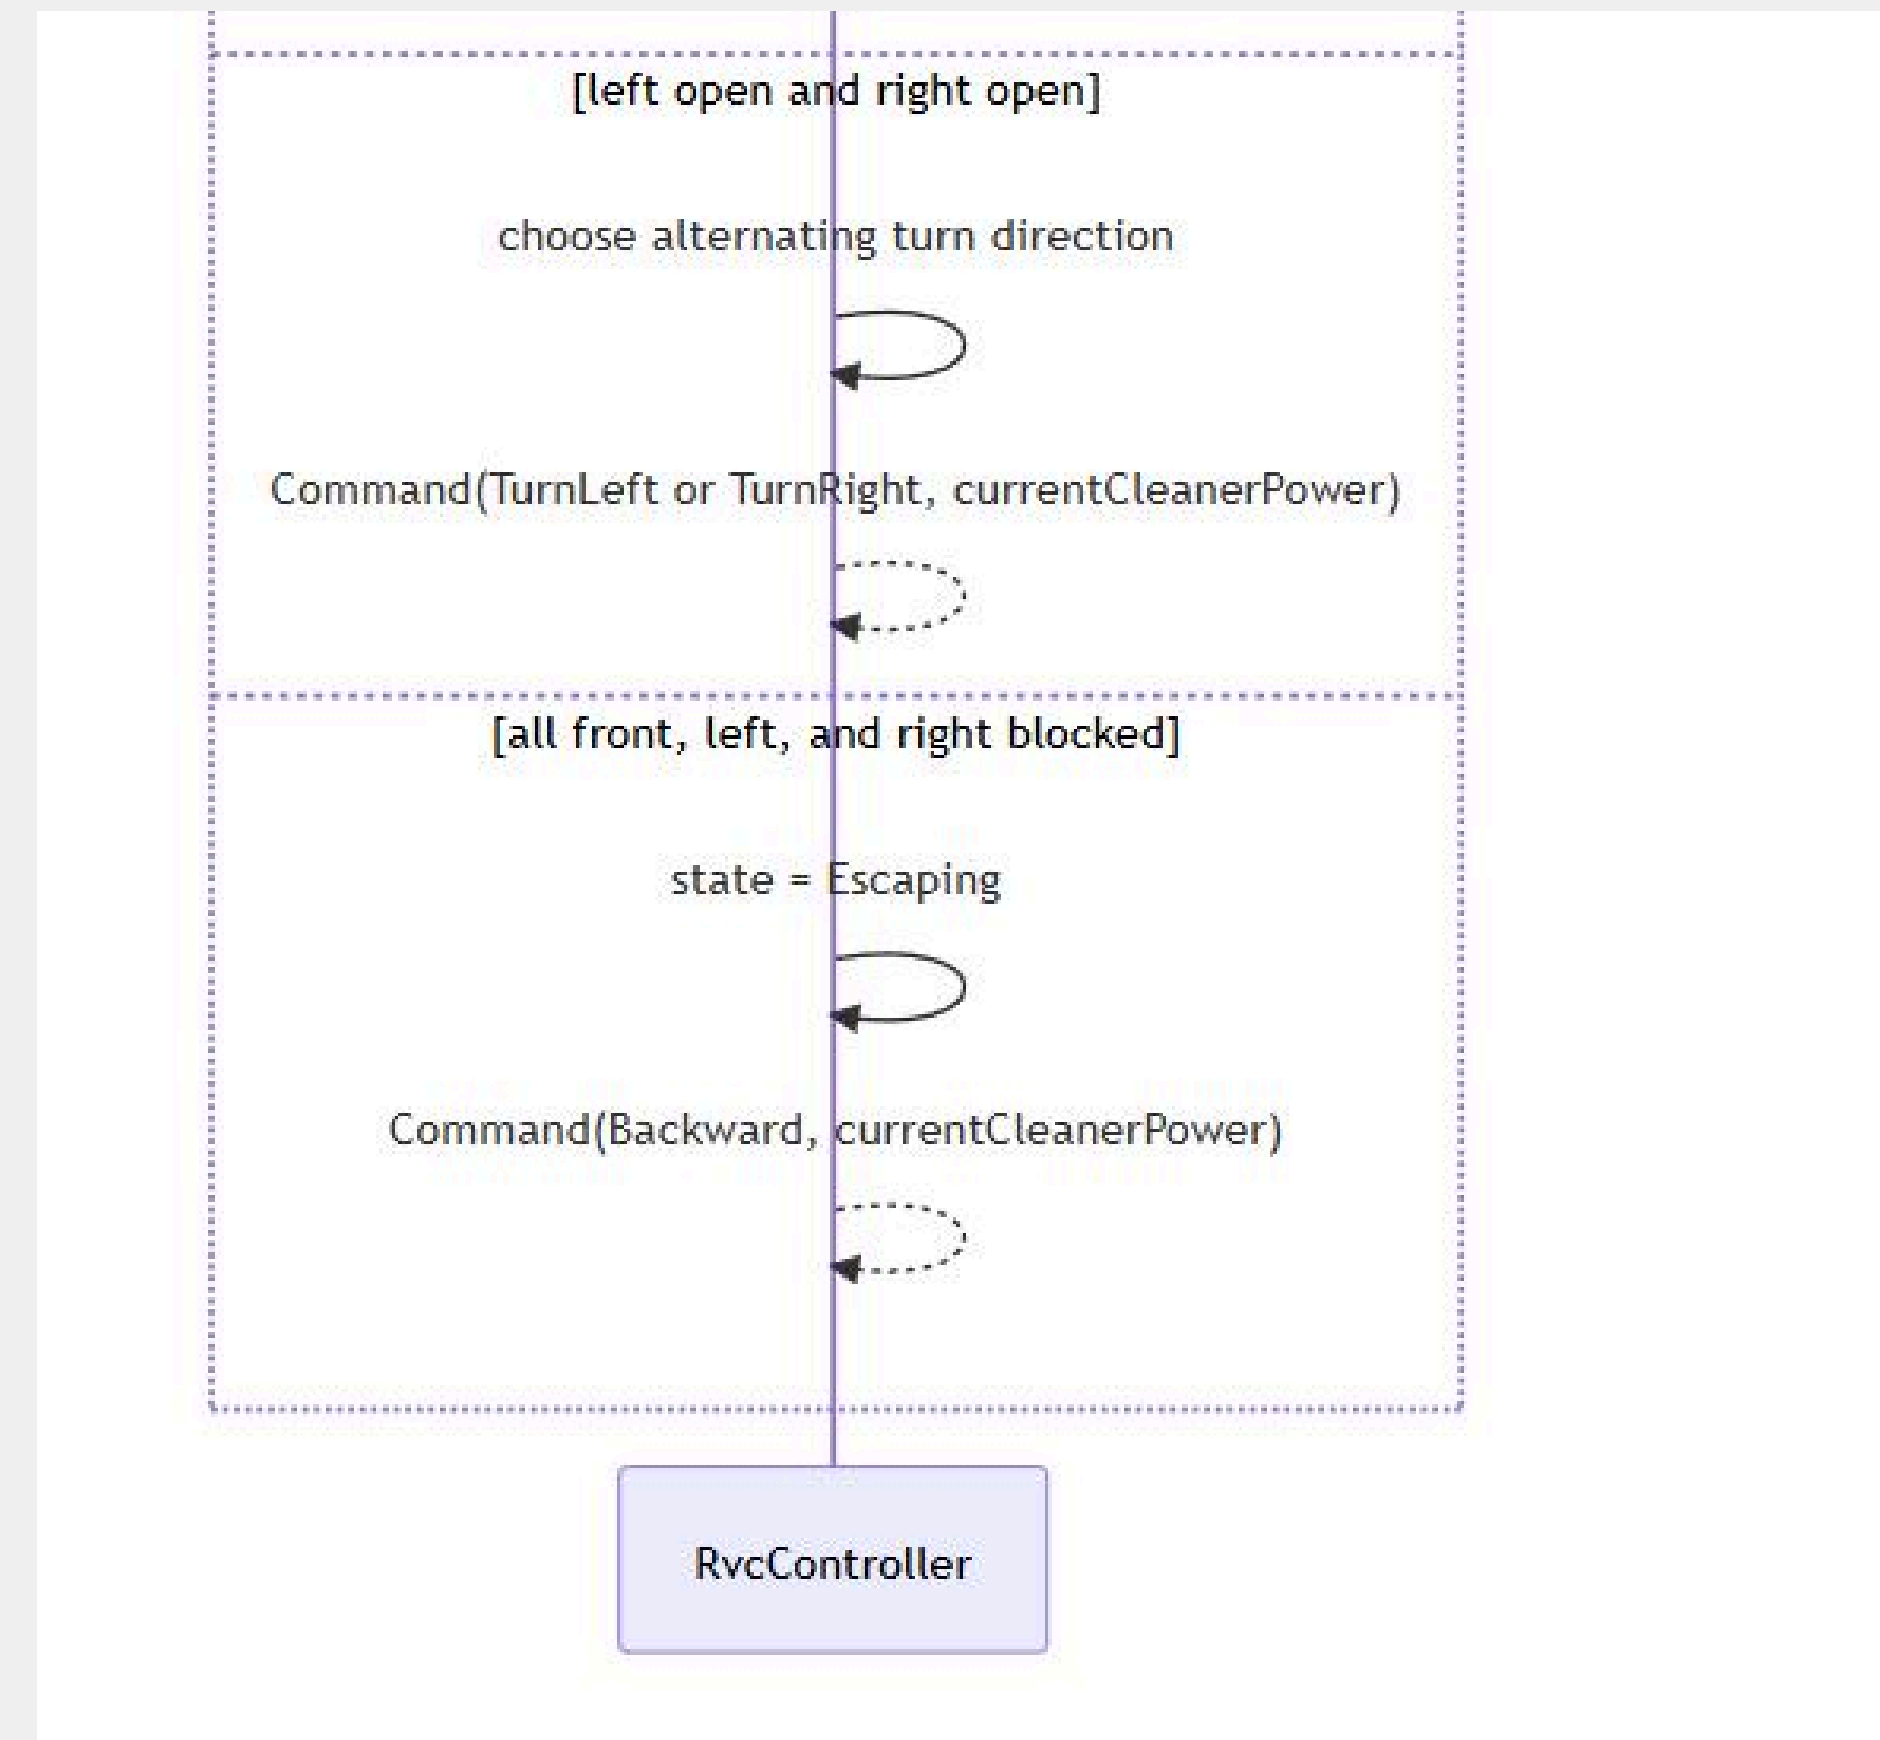 [left open and right open]
choose alternating turn direction
Command(TurnLeft or TurnRight, currentCleanerPower)
[all front, left, and right blocked]
state = Escaping
Command(Backward, currentCleanerPower)
RvcController